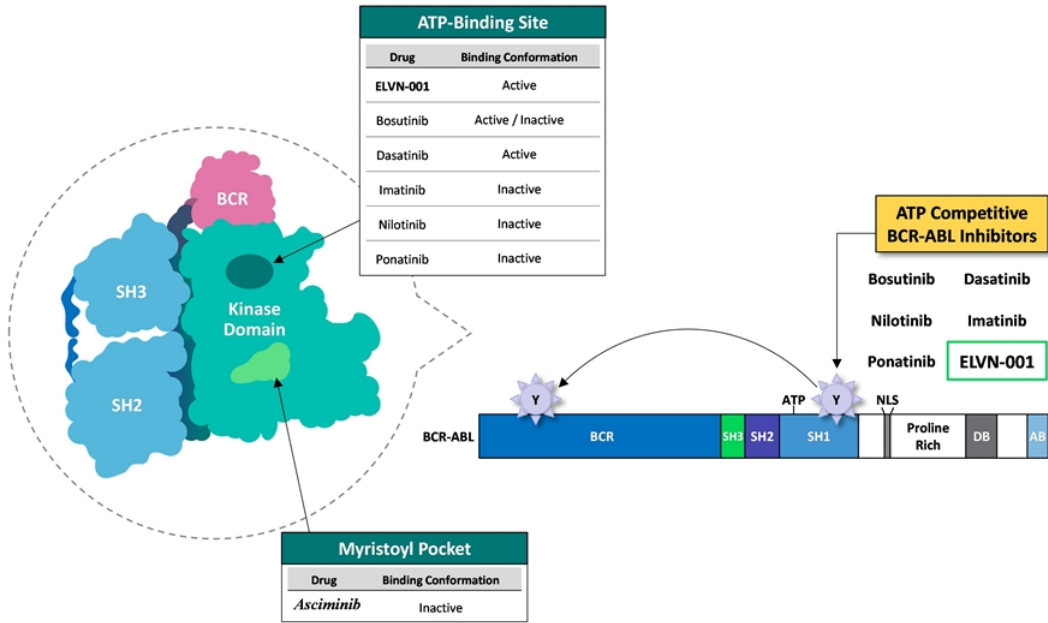 ATP-Binding Site
Drug Binding Conformation
ELVN-001 Active
Bosutinib Active / Inactive
Dasatinib Active
Imatinib Inactive
Nilotinib Inactive
Ponatinib Inactive
BCR
SH3
Kinase
Domain
SH2
Myristoyl Pocket
Drug Binding Conformation
Asciminib Inactive
ATP Competitive
BCR-ABL Inhibitors
Bosutinib Dasatinib
Nilotinib Imatinib
Ponatinib ELVN-001
Y ATP Y NLS
BCR-ABL BCR SH3 SH2 SH1 Proline Rich DB AB